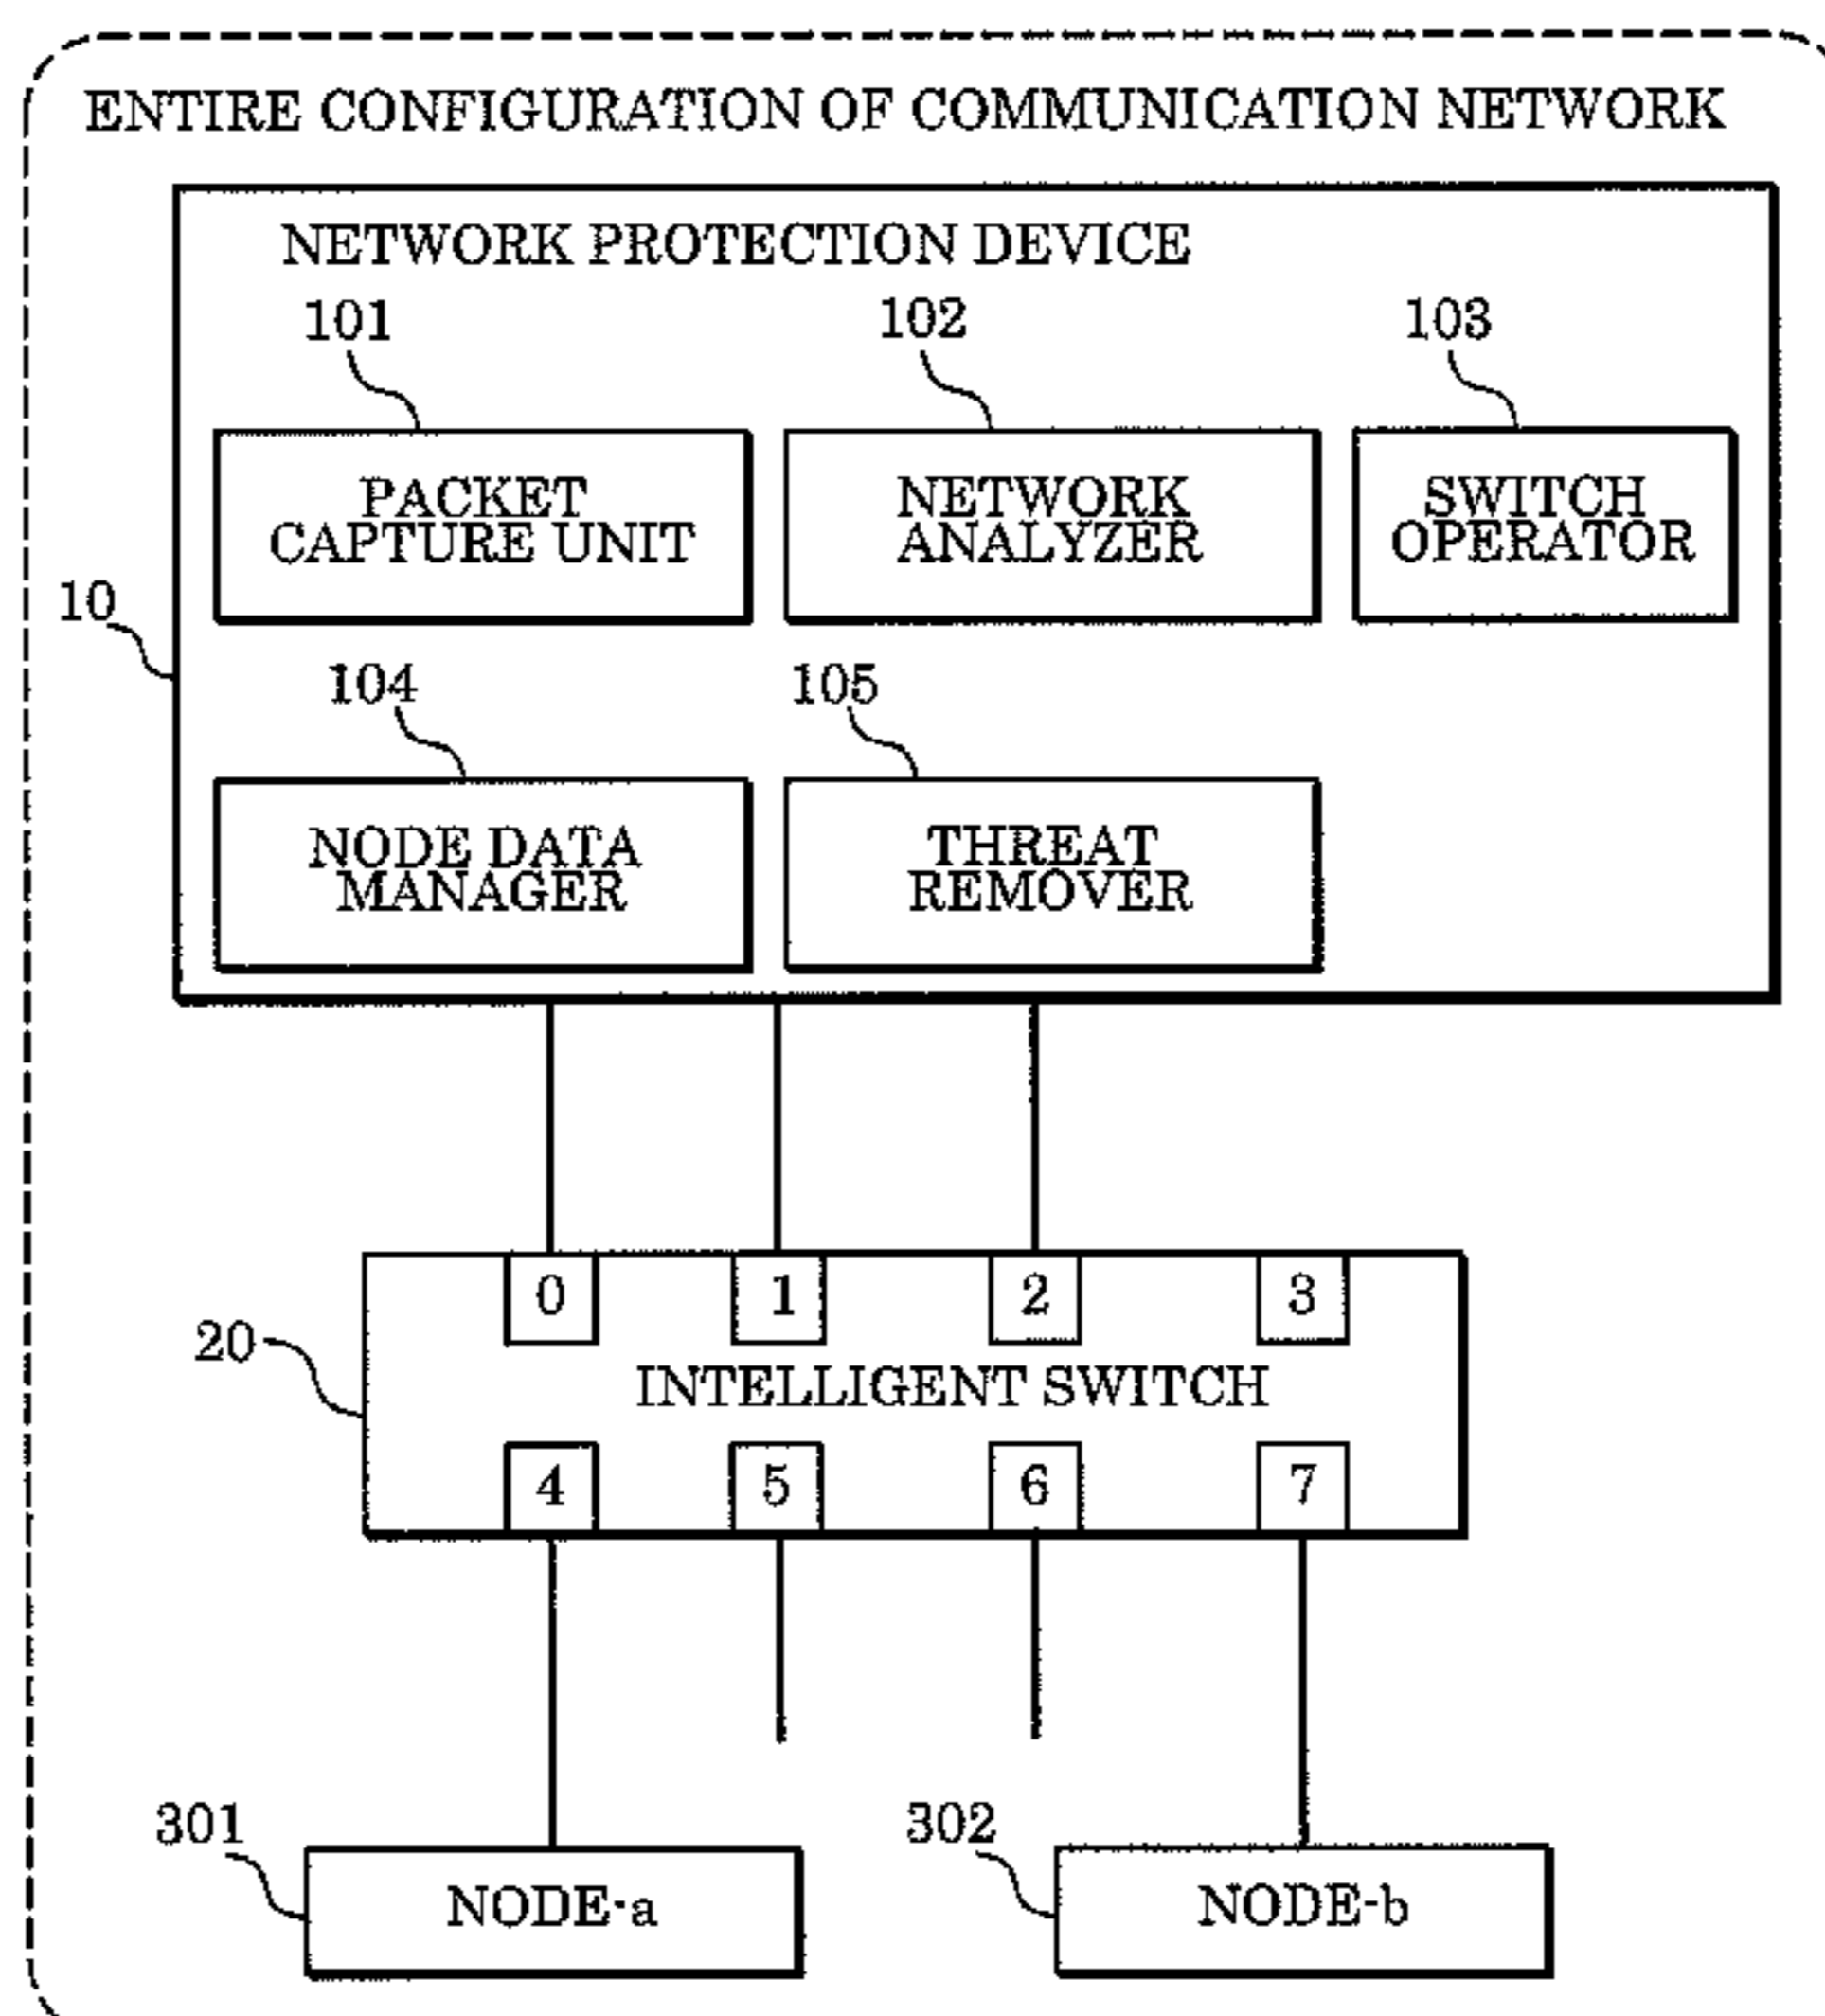 ENTIRE CONFIGURATION OF COMMUNICATION NETWORK
NETWORK PROTECTION DEVICE
101
102
103
PACKET
CAPTURE UNIT
NETWORK
ANALYZER
SWITCH
OPERATOR
10
104
105
NODE DATA
MANAGER
THREAT
REMOVER
0
1
2
3
20
INTELLIGENT SWITCH
4
5
6
7
301
302
NODE-a
NODE-b